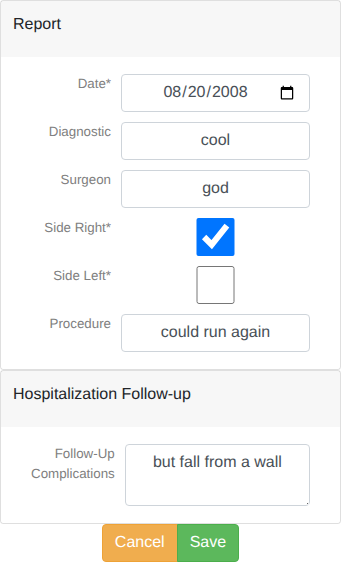 Report
Date*
08/20/2008
Diagnostic
cool
Surgeon
god
Side Right*
Side Left*
Procedure
could run again
Hospitalization Follow-up
Follow-Up
Complications
but fall from a wall
Cancel
Save